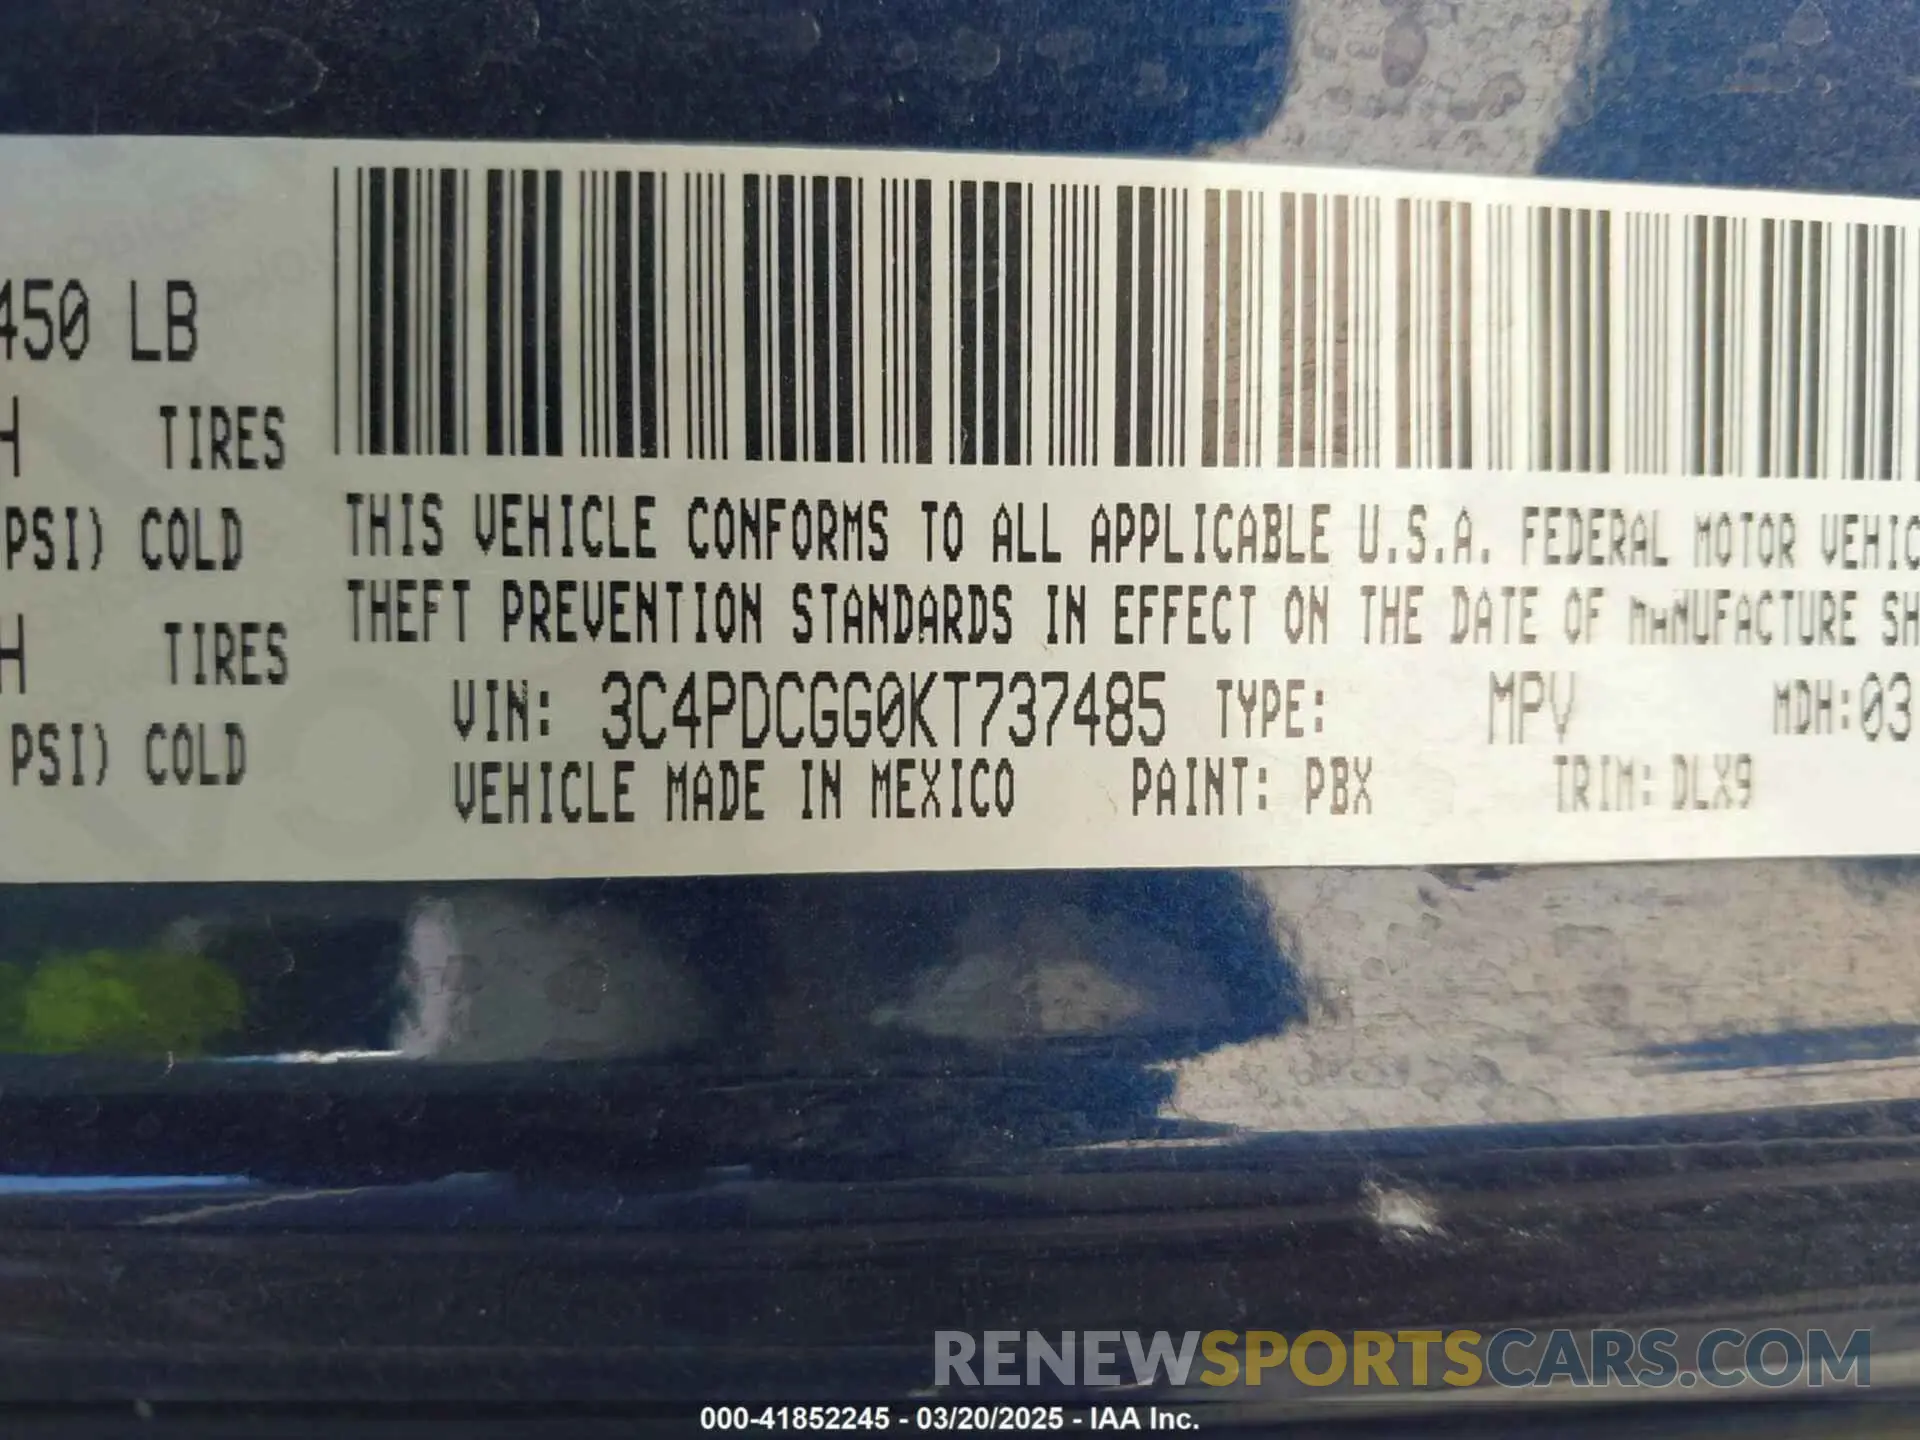 450 LB
H TIRES
PSI) COLD
H TIRES
PSI) COLD
THIS VEHICLE CONFORMS TO ALL APPLICABLE U.S.A. FEDERAL MOTOR VEHIC
THEFT PREVENTION STANDARDS IN EFFECT ON THE DATE OF MANUFACTURE SH
VIN: 3C4PDCGG0KT737485 TYPE: MPV MDH:03
VEHICLE MADE IN MEXICO PAINT: PBX TRIM: DLX9
RENEWSPORTSCARS.COM
000-41852245 - 03/20/2025 - IAA Inc.